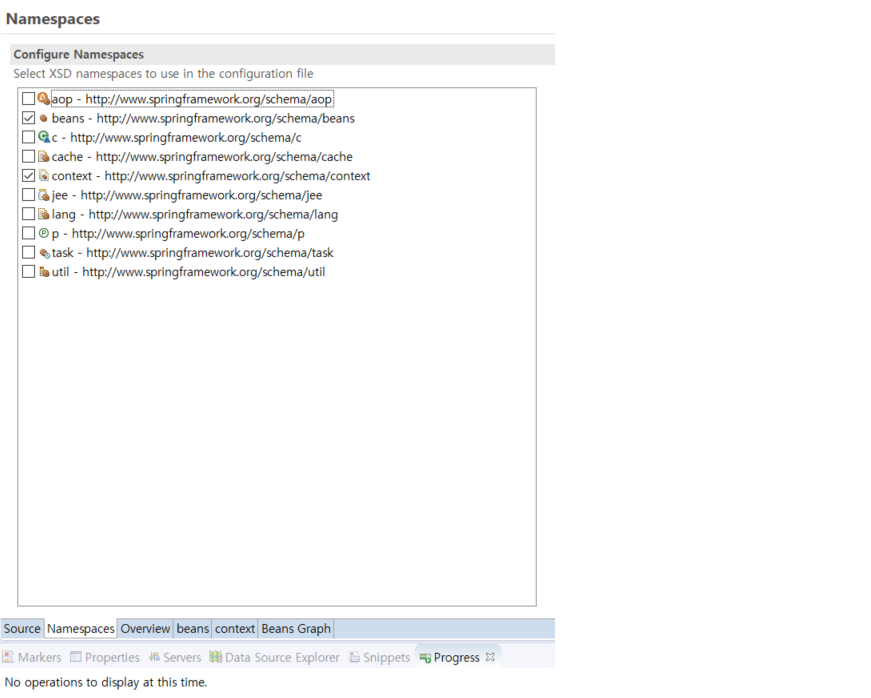 Namespaces
Configure Namespaces
Select XSD namespaces to use in the configuration file
aop - http://www.springframework.org/schema/aop
beans - http://www.springframework.org/schema/beans
c - http://www.springframework.org/schema/c
cache - http://www.springframework.org/schema/cache
context - http://www.springframework.org/schema/context
jee - http://www.springframework.org/schema/jee
lang - http://www.springframework.org/schema/lang
p - http://www.springframework.org/schema/p
task - http://www.springframework.org/schema/task
util - http://www.springframework.org/schema/util
Source Namespaces Overview beans context Beans Graph
Markers Properties Servers Data Source Explorer Snippets Progress
No operations to display at this time.